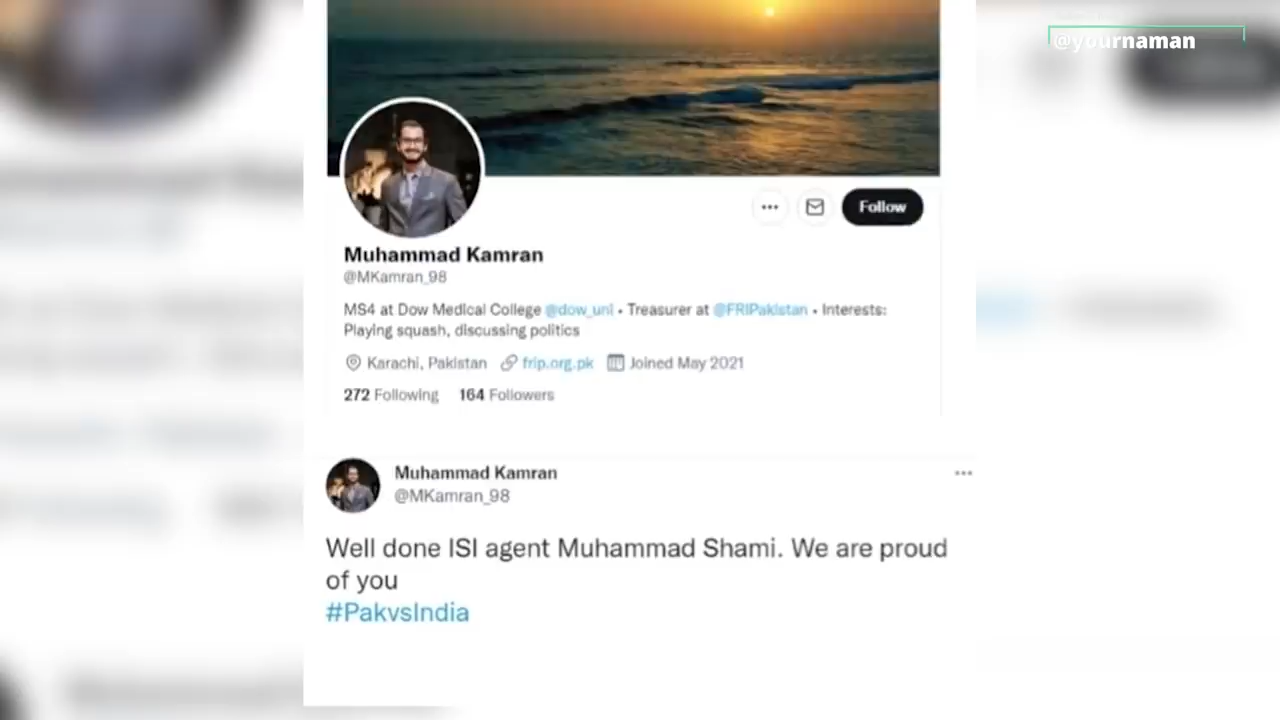 @yournaman
Follow
Muhammad Kamran
@MKamran_98
MS4 at Dow Medical College @dow_uni • Treasurer at @FRIPakistan • Interests:
Playing squash, discussing politics
Karachi, Pakistan frip.org.pk Joined May 2021
272 Following 164 Followers
Muhammad Kamran
@MKamran_98
Well done ISI agent Muhammad Shami. We are proud
of you
#PakvsIndia